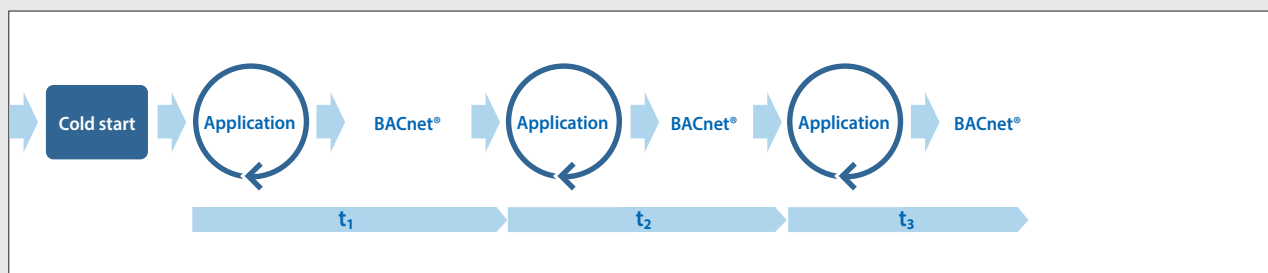 Cold start
Application
BACnet®
Application
BACnet®
Application
BACnet®
t₁
t₂
t₃